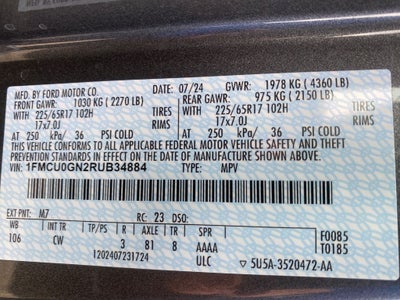 MFD. BY FORD MOTOR CO. DATE: 07/24 GVWR: 1978 KG ( 4360 LB)
FRONT GAWR: 1030 KG ( 2270 LB) REAR GAWR: 975 KG ( 2150 LB)
WITH 225/65R17 102H TIRES WITH 225/65R17 102H TIRES
17x7.0J RIMS 17x7.0J RIMS
AT 250 kPa/ 36 PSI COLD AT 250 kPa/ 36 PSI COLD
THIS VEHICLE CONFORMS TO ALL APPLICABLE FEDERAL MOTOR VEHICLE SAFETY AND THEFT
PREVENTION STANDARDS IN EFFECT ON THE DATE OF MANUFACTURE SHOWN ABOVE.
VIN: 1FMCU0GN2RUB34884 TYPE: MPV
EXT PNT: M7 RC: 23 DSO:
WB INT TR TP/PS R AXLE TR SPR F0085
106 CW 3 81 8 AAAA T0185
1202407231724 ULC 5U5A-3520472-AA